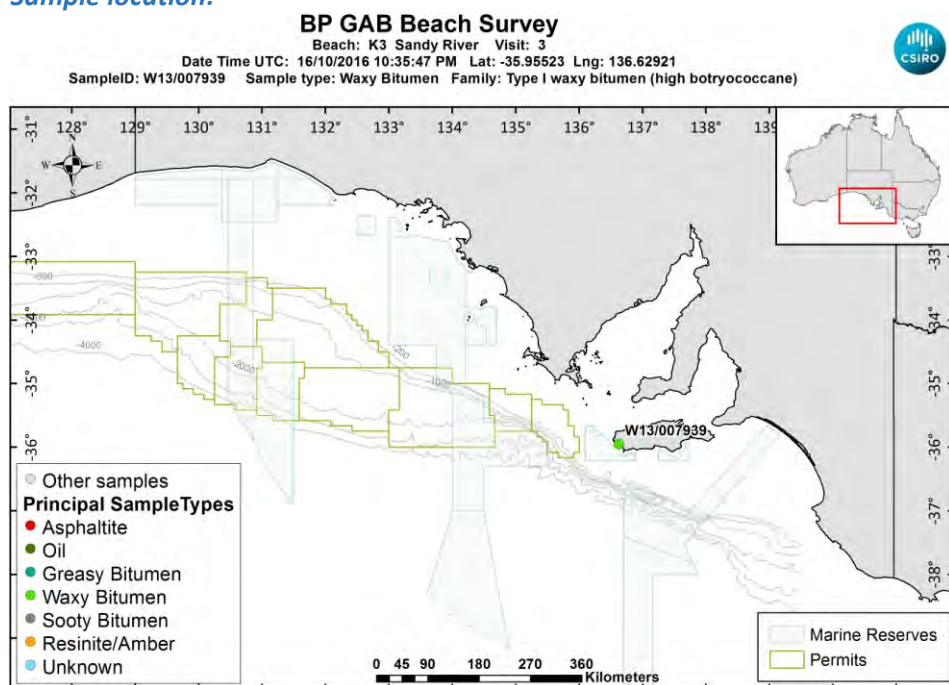 Sample location:
BP GAB Beach Survey
Beach: K3 Sandy River Visit: 3
Date Time UTC: 16/10/2016 10:35:47 PM Lat: -35.95523 Lng: 136.62921
SampleID: W13/007939 Sample type: Waxy Bitumen Family: Type I waxy bitumen (high botryococcane)
CSIRO
128° 129° 130° 131° 132° 133° 134° 135° 136° 137° 138° 139
-31° -31°
N
W E
S
-32° -32°
-33° -33°
-34° -34°
-35° -35°
-36° -36°
-37°
-38°
-200
-1000
-2000
-4000
W13/007939
Other samples
Principal SampleTypes
Asphaltite
Oil
Greasy Bitumen
Waxy Bitumen
Sooty Bitumen
Resinite/Amber
Unknown
0 45 90 180 270 360
Kilometers
Marine Reserves
Permits